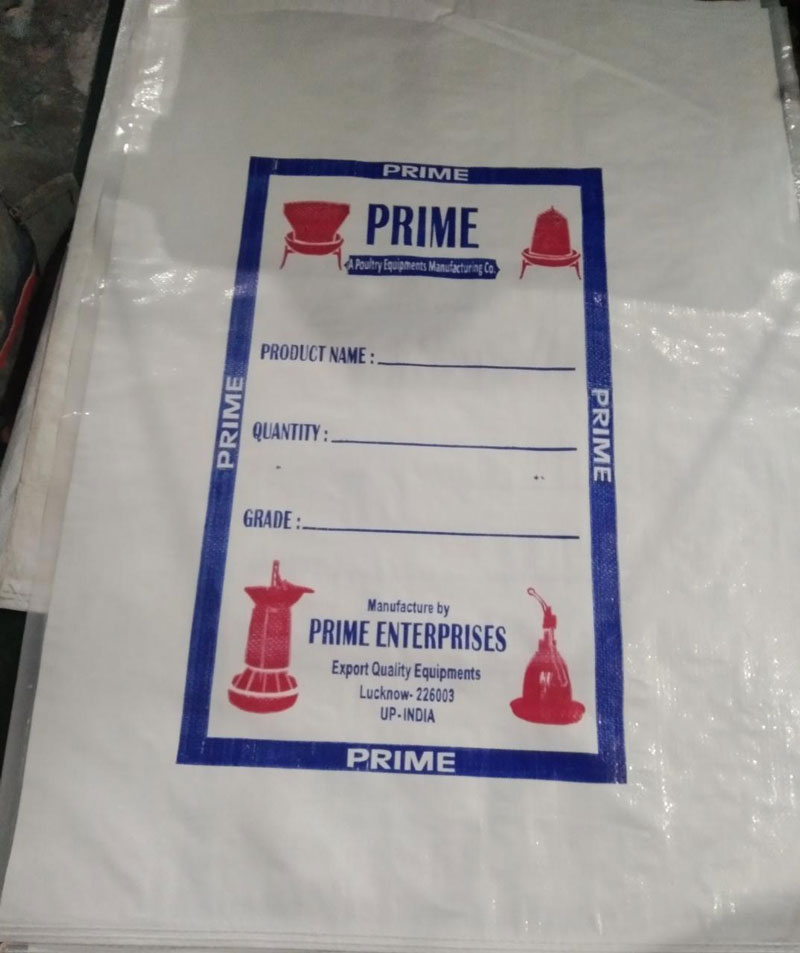 PRIME
PRIME
A Poultry Equipments Manufacturing Co.
PRODUCT NAME :
QUANTITY :
GRADE :
PRIME
PRIME
Manufacture by
PRIME ENTERPRISES
Export Quality Equipments
Lucknow- 226003
UP-INDIA
PRIME